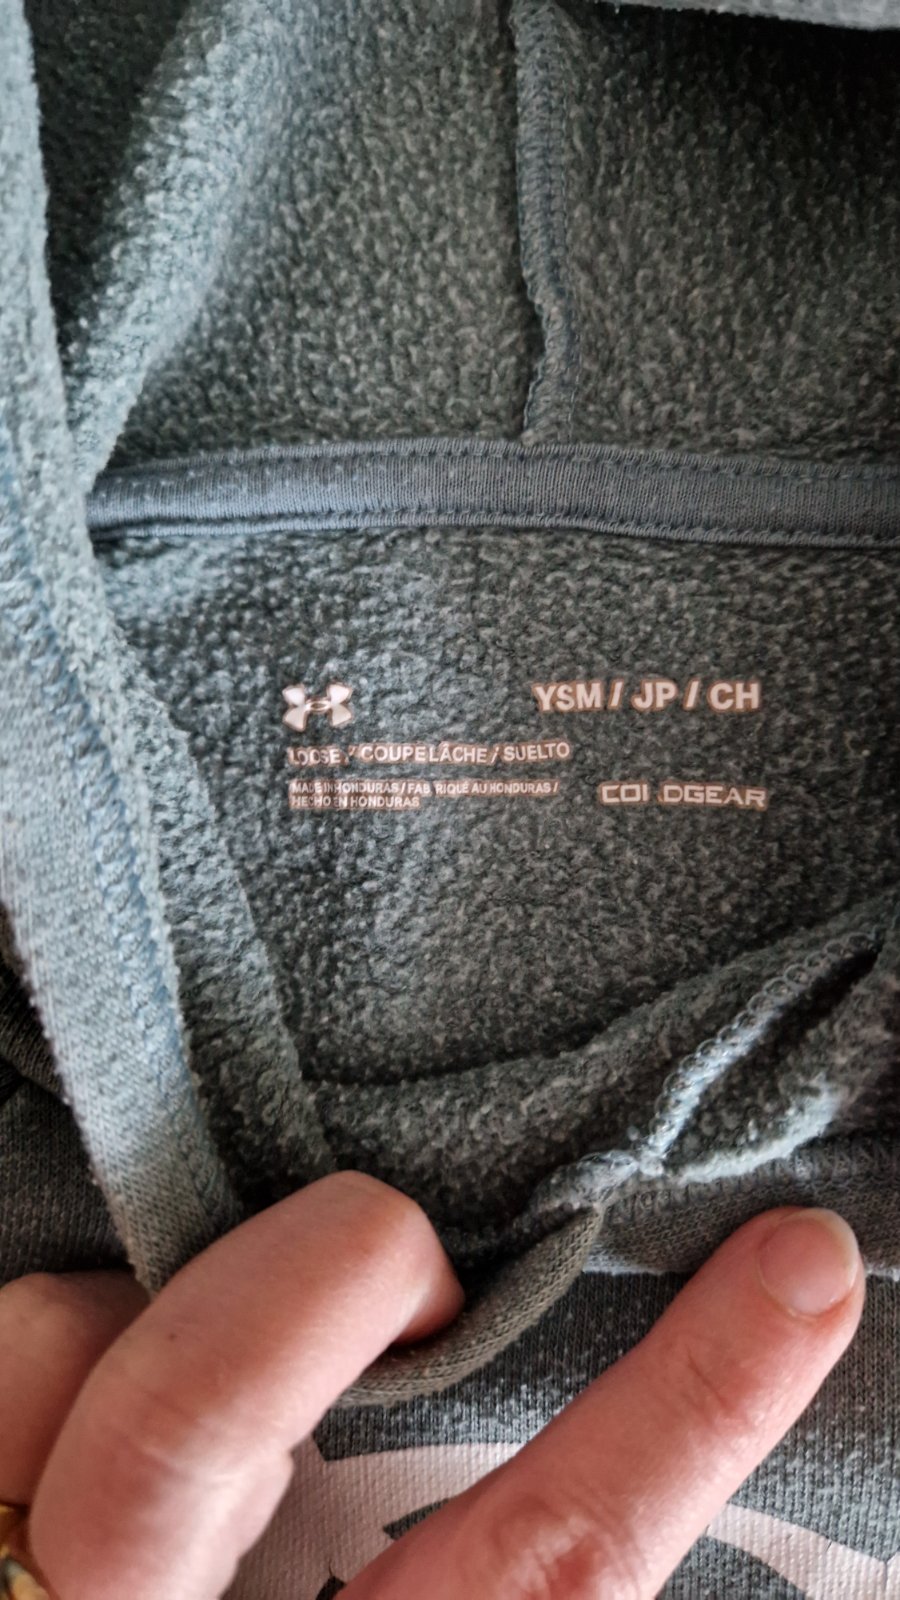 YSM / JP / CH
LOOSE / COUPE LÂCHE / SUELTO
MADE IN HONDURAS / FABRIQUÉ AU HONDURAS /
HECHO EN HONDURAS
COLDGEAR